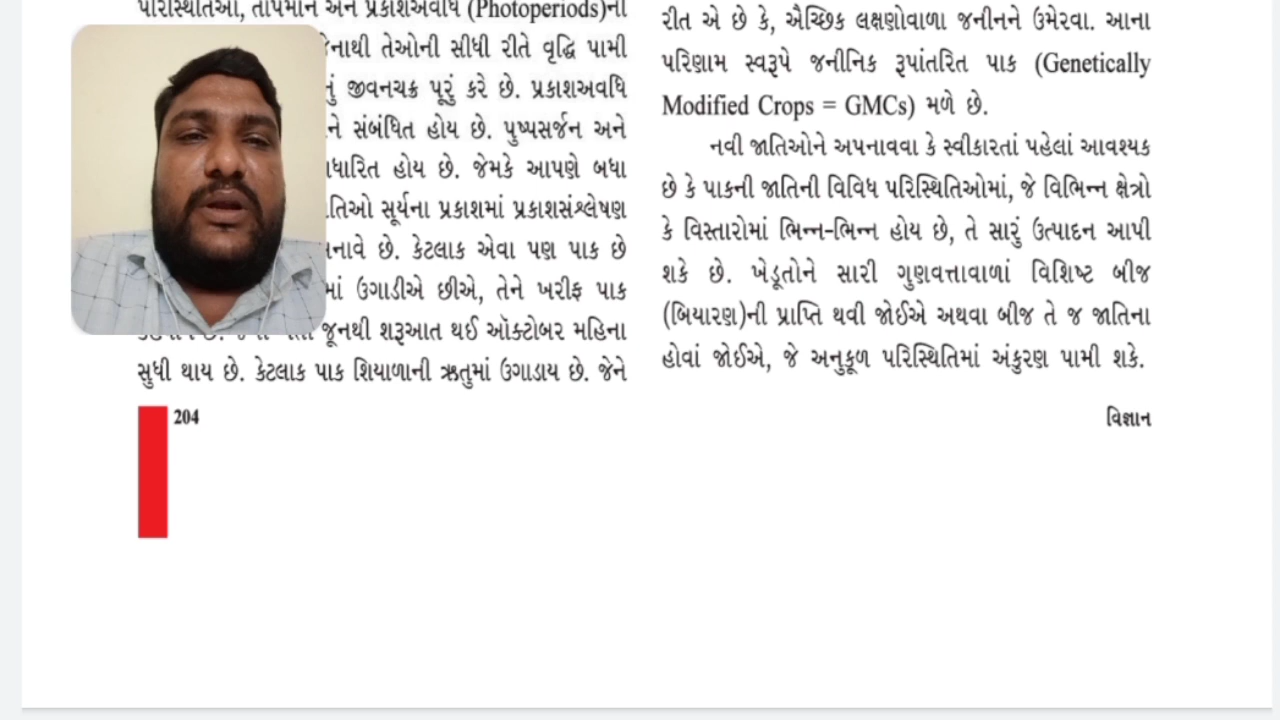 પરિસ્થિતિઓ, તાપમાન અને પ્રકાશઅવધિ (Photoperiods)ની
જેનાથી તેઓની સીધી રીતે વૃદ્ધિ પામી
જીવનચક્ર પૂરું કરે છે. પ્રકાશઅવધિ
સંબંધિત હોય છે. પુષ્પસર્જન અને
હોય છે. જેમકે આપણે બધા
સૂર્યના પ્રકાશમાં પ્રકાશસંશ્લેષણ
છે. કેટલાક એવા પણ પાક છે
ઉગાડીએ છીએ, તેને ખરીફ પાક
જૂનથી શરૂઆત થઈ ઑક્ટોબર મહિના
સુધી થાય છે. કેટલાક પાક શિયાળાની ઋતુમાં ઉગાડાય છે. જેને
204
રીત એ છે કે, ઐચ્છિક લક્ષણોવાળા જનીનને ઉમેરવા. આના
પરિણામ સ્વરૂપે જનીનિક રૂપાંતરિત પાક (Genetically
Modified Crops = GMCs) મળે છે.
નવી જાતિઓને અપનાવવા કે સ્વીકારતાં પહેલાં આવશ્યક
છે કે પાકની જાતિની વિવિધ પરિસ્થિતિઓમાં, જે વિભિન્ન ક્ષેત્રો
કે વિસ્તારોમાં ભિન્ન-ભિન્ન હોય છે, તે સારું ઉત્પાદન આપી
શકે છે. ખેડૂતોને સારી ગુણવત્તાવાળાં વિશિષ્ટ બીજ
(બિયારણ)ની પ્રાપ્તિ થવી જોઈએ અથવા બીજ તે જ જાતિના
હોવાં જોઈએ, જે અનુકૂળ પરિસ્થિતિમાં અંકુરણ પામી શકે.
વિજ્ઞાન